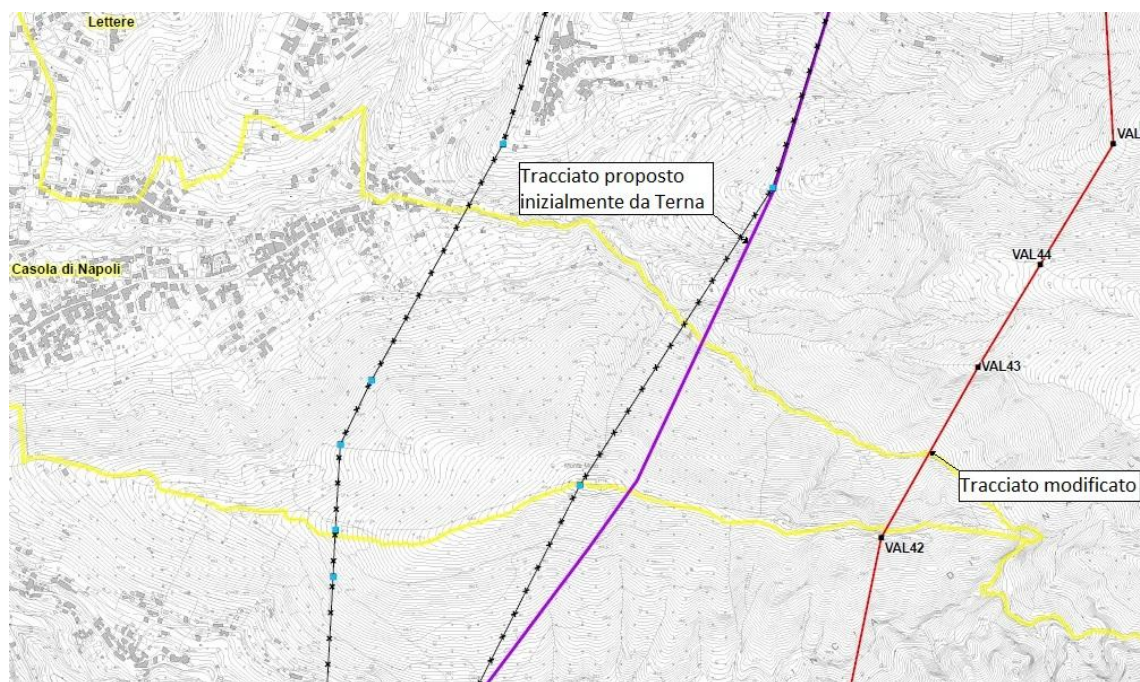 Lettere
VAL
Tracciato proposto
inizialmente da Terna
VAL44
Casola di Napoli
VAL43
Tracciato modificato
VAL42